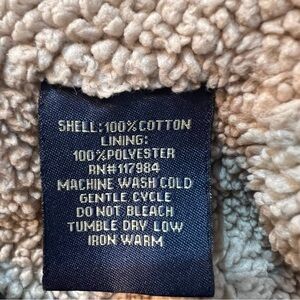 SHELL:100%COTTON
LINING:
100%POLYESTER
RN#117984
MACHINE WASH COLD
GENTLE CYCLE
DO NOT BLEACH
TUMBLE DRY LOW
IRON WARM